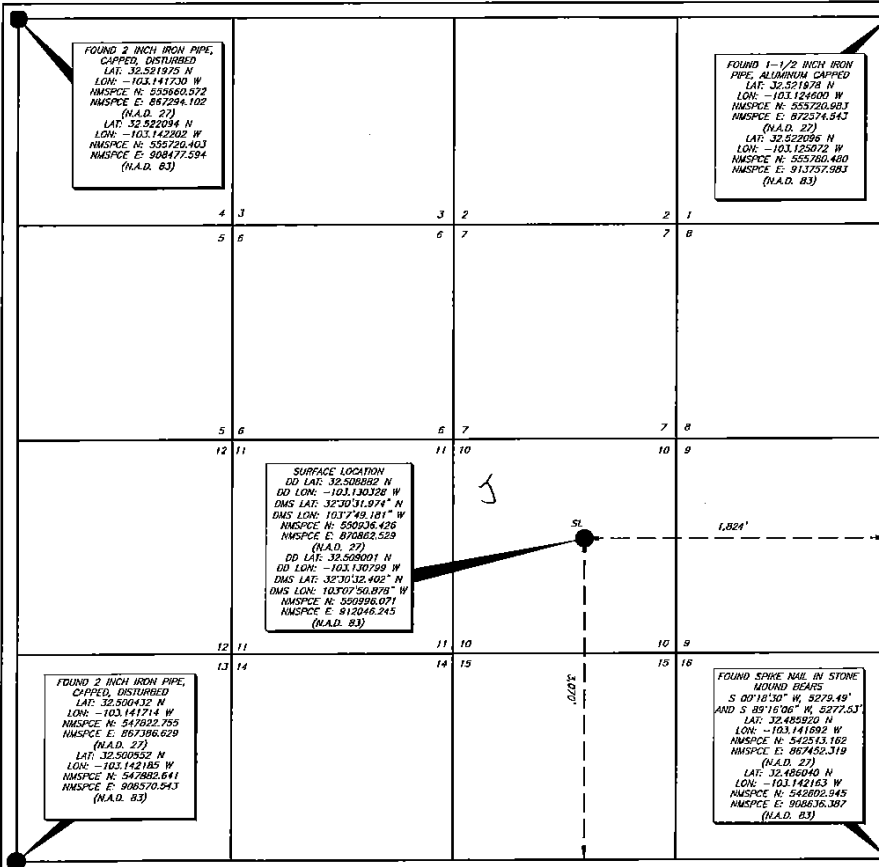 FOUND 2 INCH IRON PIPE,
CAPPED, DISTURBED
LAT: 32.521975 N
LON: -103.141730 W
NMSPCE N: 555660.572
NMSPCE E: 867294.102
(N.A.D. 27)
LAT: 32.522094 N
LON: -103.142202 W
NMSPCE N: 555720.403
NMSPCE E: 908477.594
(N.A.D. 83)
FOUND 1-1/2 INCH IRON
PIPE, ALUMINUM CAPPED
LAT: 32.521978 N
LON: -103.124600 W
NMSPCE N: 555720.983
NMSPCE E: 872574.543
(N.A.D. 27)
LAT: 32.522096 N
LON: -103.125072 W
NMSPCE N: 555780.480
NMSPCE E: 913757.983
(N.A.D. 83)
4 3 3 2 2 1
5 6 6 7 7 8
5 6 6 7 7 8
12 11 11 10 10 9
SURFACE LOCATION
DD LAT: 32.508882 N
DD LON: -103.130328 W
DMS LAT: 32°30'31.974" N
DMS LON: 103°7'49.181" W
NMSPCE N: 550936.426
NMSPCE E: 870862.529
(N.A.D. 27)
DD LAT: 32.509001 N
DD LON: -103.130799 W
DMS LAT: 32°30'32.402" N
DMS LON: 103°07'50.878" W
NMSPCE N: 550996.071
NMSPCE E: 912046.245
(N.A.D. 83)
J
SL
1,824'
3,070'
12 11 11 10 10 9
13 14 14 15 15 16
FOUND 2 INCH IRON PIPE,
CAPPED, DISTURBED
LAT: 32.500432 N
LON: -103.141714 W
NMSPCE N: 547822.755
NMSPCE E: 867386.629
(N.A.D. 27)
LAT: 32.500552 N
LON: -103.142185 W
NMSPCE N: 547882.641
NMSPCE E: 908570.543
(N.A.D. 83)
FOUND SPIKE NAIL IN STONE
MOUND BEARS
S 00°18'30" W, 5279.49'
AND S 89°16'06" W, 5277.53'
LAT: 32.485920 N
LON: -103.141692 W
NMSPCE N: 542543.162
NMSPCE E: 867452.319
(N.A.D. 27)
LAT: 32.486040 N
LON: -103.142163 W
NMSPCE N: 542602.945
NMSPCE E: 908636.387
(N.A.D. 83)